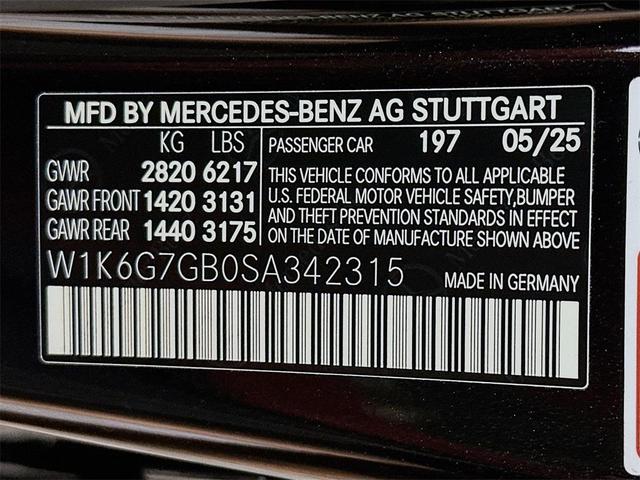 MFD BY MERCEDES-BENZ AG STUTTGART
KG LBS
GVWR 2820 6217
GAWR FRONT 1420 3131
GAWR REAR 1440 3175
PASSENGER CAR 197 05/25
THIS VEHICLE CONFORMS TO ALL APPLICABLE
U.S. FEDERAL MOTOR VEHICLE SAFETY,BUMPER
AND THEFT PREVENTION STANDARDS IN EFFECT
ON THE DATE OF MANUFACTURE SHOWN ABOVE
W1K6G7GB0SA342315
MADE IN GERMANY